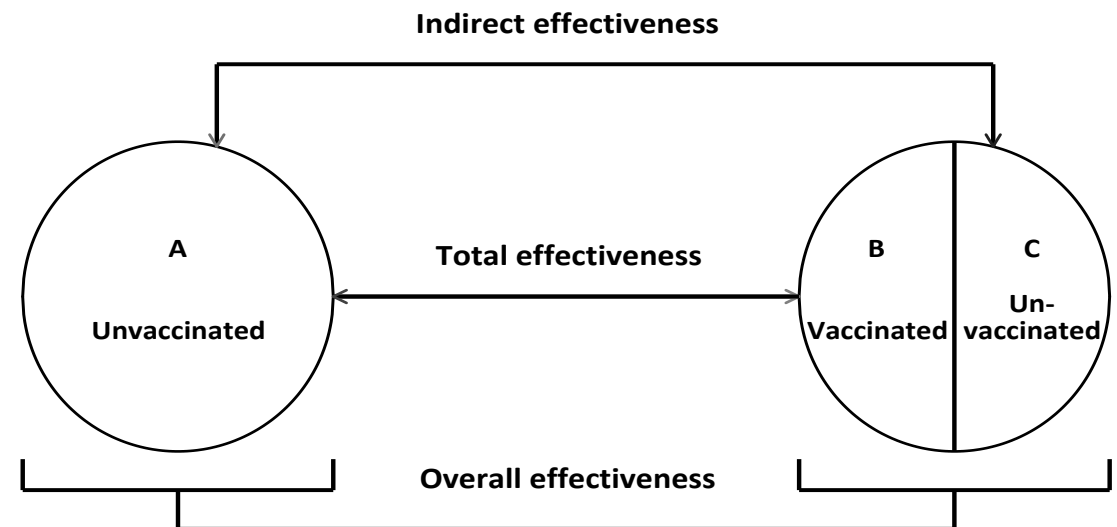 Indirect effectiveness
A
B
C
Total effectiveness
Unvaccinated
Vaccinated
Un-
vaccinated
Overall effectiveness